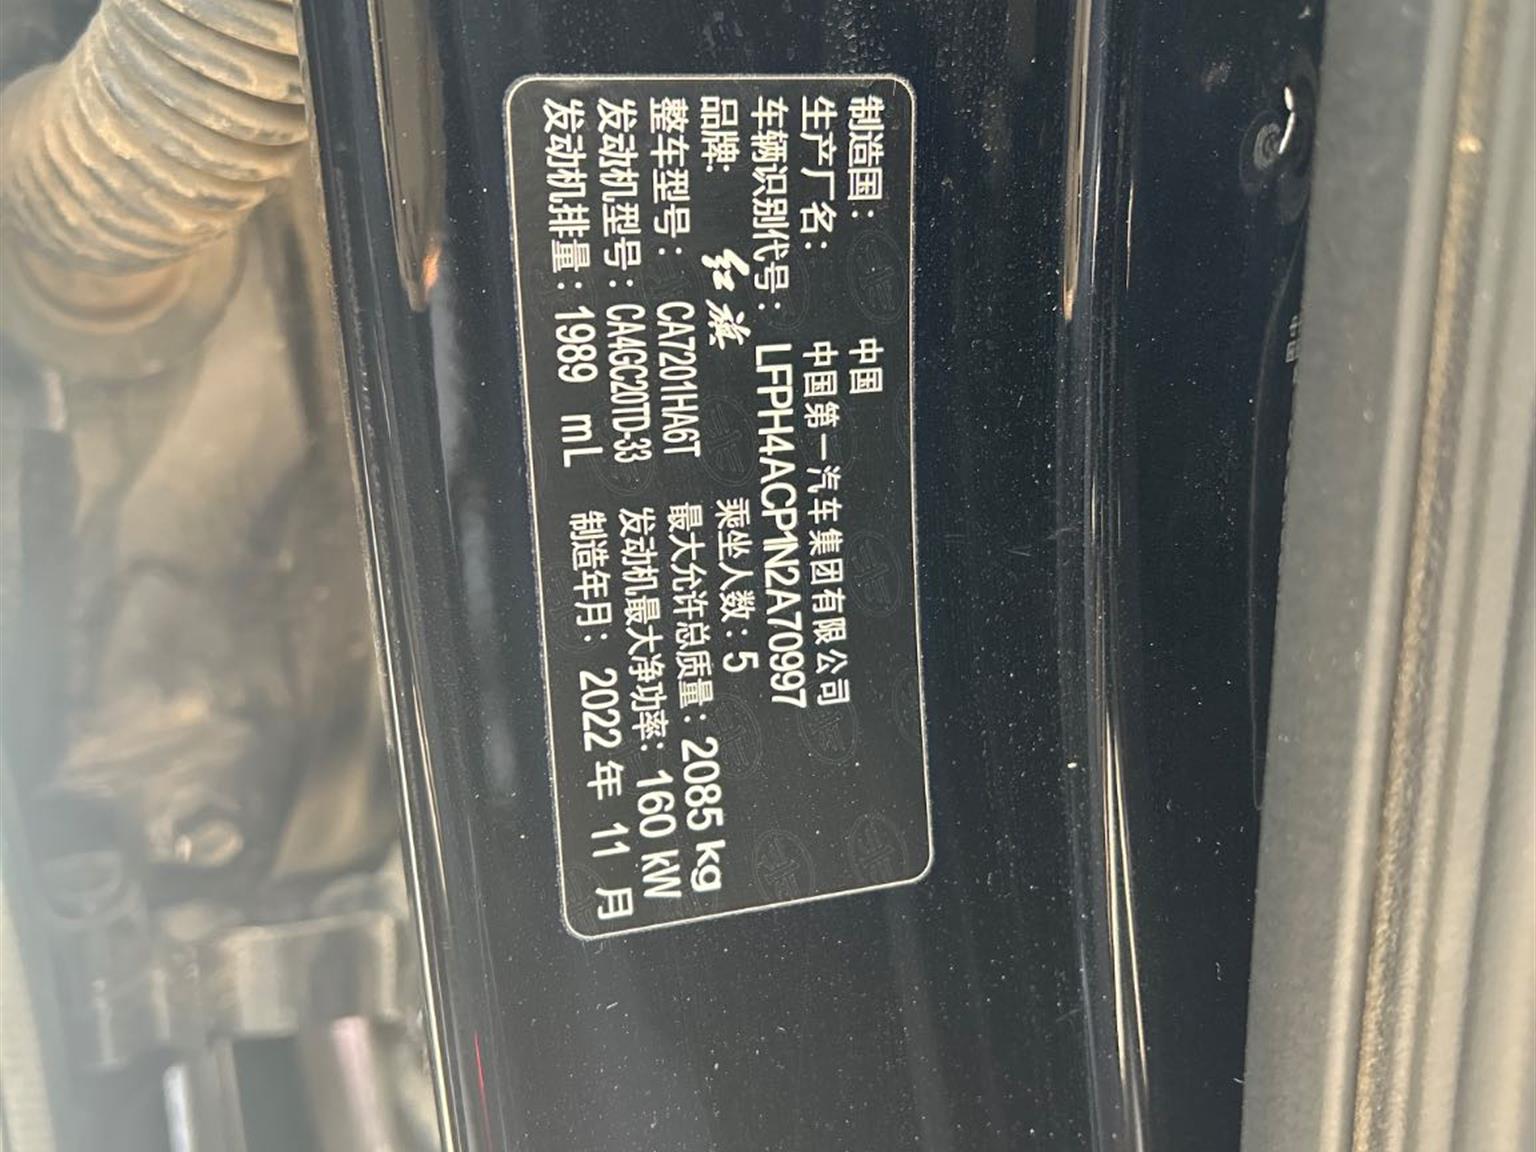 制造国： 中国
生产厂名： 中国第一汽车集团有限公司
车辆识别代号： LFPH4ACP1N2A70997
品牌： 红旗 乘坐人数：5
整车型号： CA7201HA6T 最大允许总质量：2085 kg
发动机型号：CA4GC20TD-33 发动机最大净功率：160 kW
发动机排量：1989 mL 制造年月：2022 年 11 月